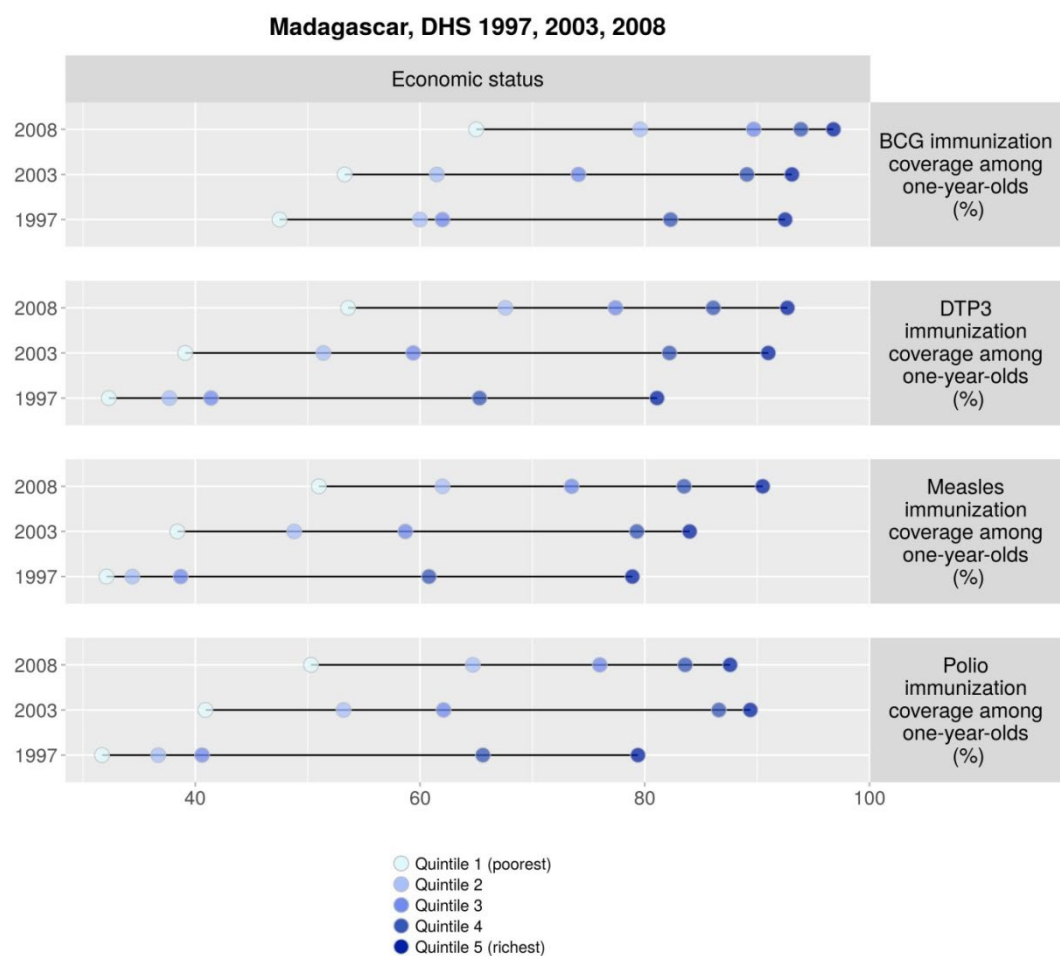 Madagascar, DHS 1997, 2003, 2008
Economic status
2008
2003
1997
BCG immunization
coverage among
one-year-olds
(%)
2008
2003
1997
DTP3
immunization
coverage among
one-year-olds
(%)
2008
2003
1997
Measles
immunization
coverage among
one-year-olds
(%)
2008
2003
1997
Polio
immunization
coverage among
one-year-olds
(%)
40 60 80 100
Quintile 1 (poorest)
Quintile 2
Quintile 3
Quintile 4
Quintile 5 (richest)